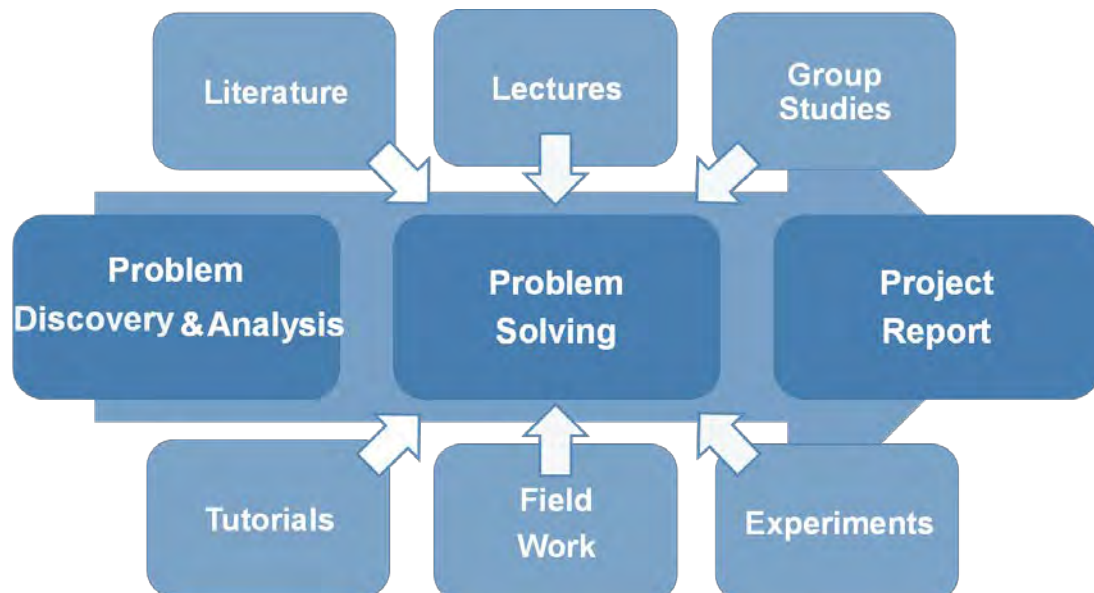 Literature
Lectures
Group
Studies
Problem
Discovery & Analysis
Problem
Solving
Project
Report
Tutorials
Field
Work
Experiments